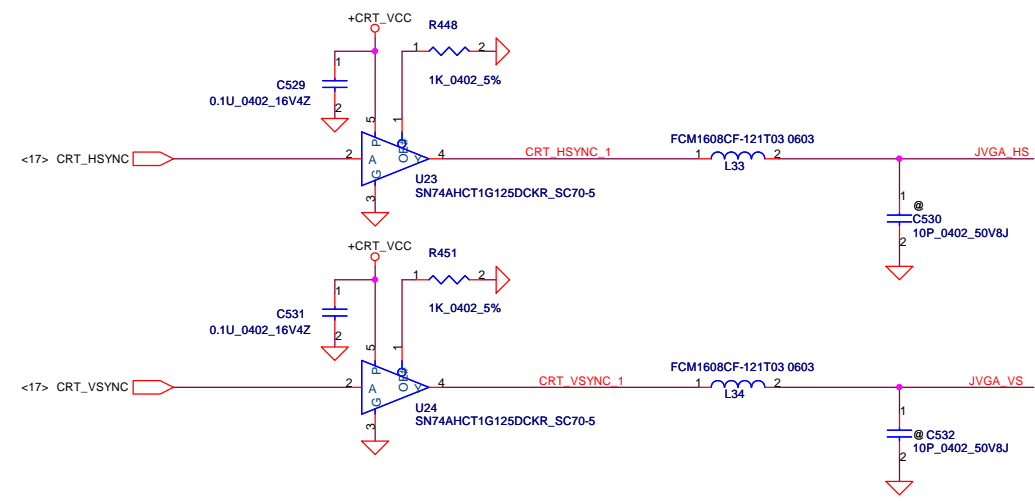 +CRT_VCC
R448
1 2
1K_0402_5%
1
C529
0.1U_0402_16V4Z
2
5
1
P
OE#
<17> CRT_HSYNC
2 A Y 4
G
3
U23
SN74AHCT1G125DCKR_SC70-5
CRT_HSYNC_1
FCM1608CF-121T03 0603
1 2
L33
JVGA_HS
1
@
C530
10P_0402_50V8J
2
+CRT_VCC
R451
1 2
1K_0402_5%
1
C531
0.1U_0402_16V4Z
2
5
1
P
OE#
<17> CRT_VSYNC
2 A Y 4
G
3
U24
SN74AHCT1G125DCKR_SC70-5
CRT_VSYNC_1
FCM1608CF-121T03 0603
1 2
L34
JVGA_VS
1
@ C532
10P_0402_50V8J
2